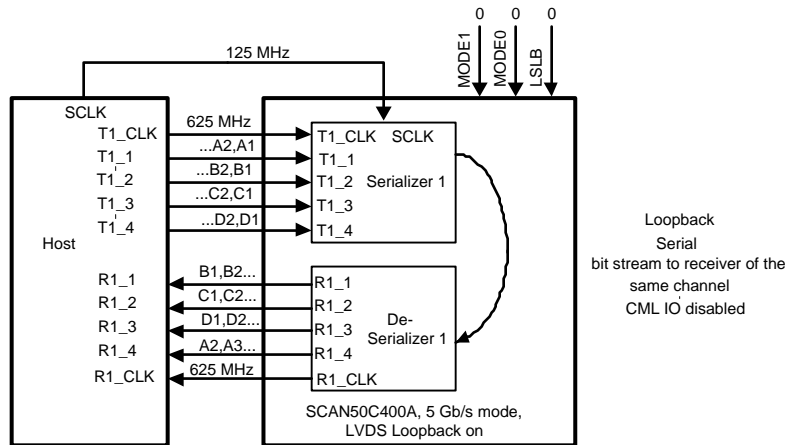 0 0 0
MODE1 MODE0 LSLB
125 MHz
SCLK
T1_CLK
T1_1
T1_2
T1_3
T1_4
Host
R1_1
R1_2
R1_3
R1_4
R1_CLK
625 MHz
...A2,A1
...B2,B1
...C2,C1
...D2,D1
B1,B2...
C1,C2...
D1,D2...
A2,A3...
625 MHz
T1_CLK SCLK
T1_1
T1_2 Serializer 1
T1_3
T1_4
R1_1
R1_2
R1_3
R1_4
R1_CLK
De-
Serializer 1
SCAN50C400A, 5 Gb/s mode,
LVDS Loopback on
Loopback
Serial
bit stream to receiver of the
same channel
CML IO disabled